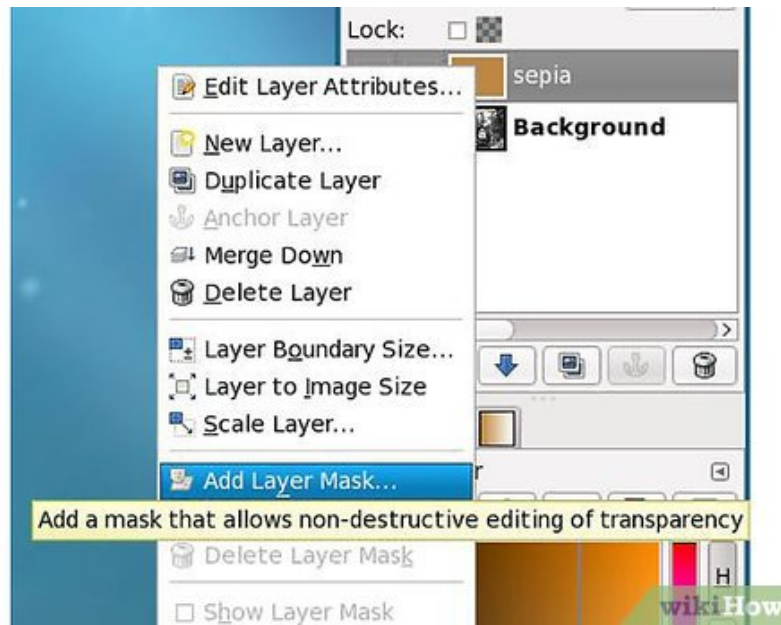 Lock:
sepia
Background
Edit Layer Attributes...
New Layer...
Duplicate Layer
Anchor Layer
Merge Down
Delete Layer
Layer Boundary Size...
Layer to Image Size
Scale Layer...
Add Layer Mask...
r
Add a mask that allows non-destructive editing of transparency
Delete Layer Mask
H
Show Layer Mask
wikiHow